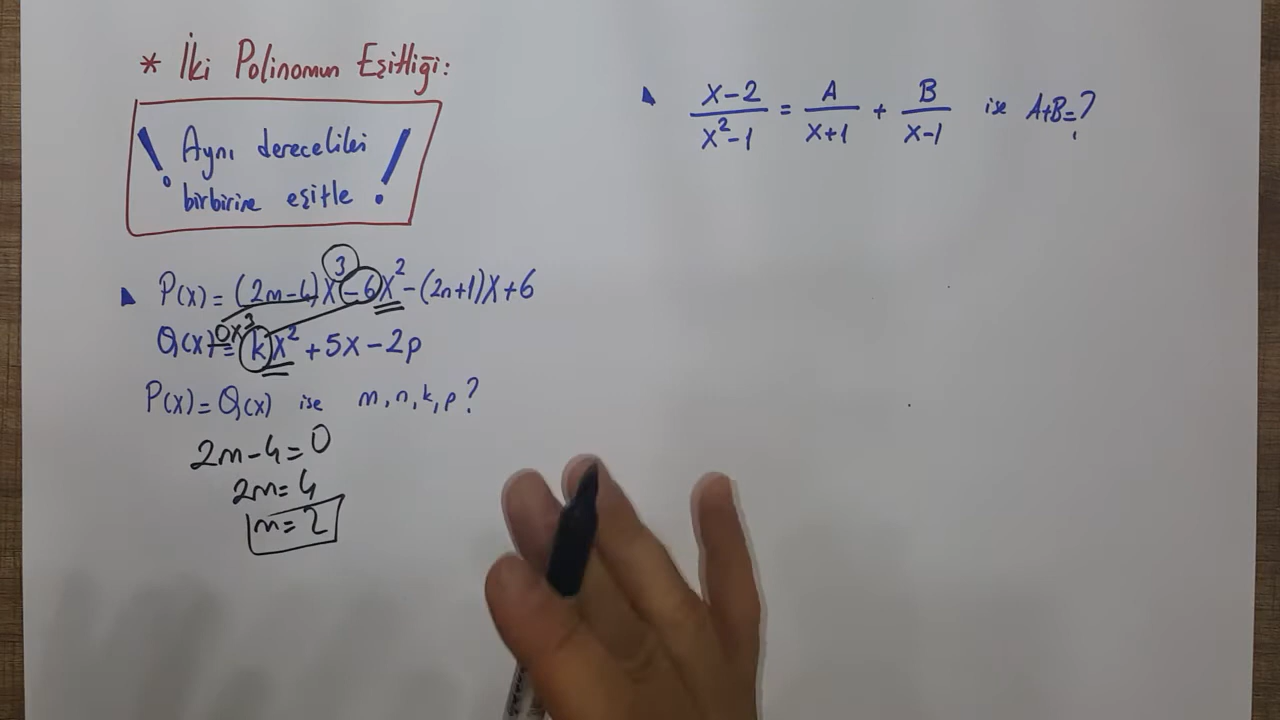 * İki Polinomun Eşitliği:
! Aynı derecelileri
birbirine eşitle !
P(x) = (2m-4)x³-6x²-(2n+1)x+6
Q(x) = 0x³ kx²+5x-2p
P(x) = Q(x) ise m, n, k, p?
2m-4=0
2m=4
m=2
x-2/x²-1 = A/x+1 + B/x-1 ise A+B=?